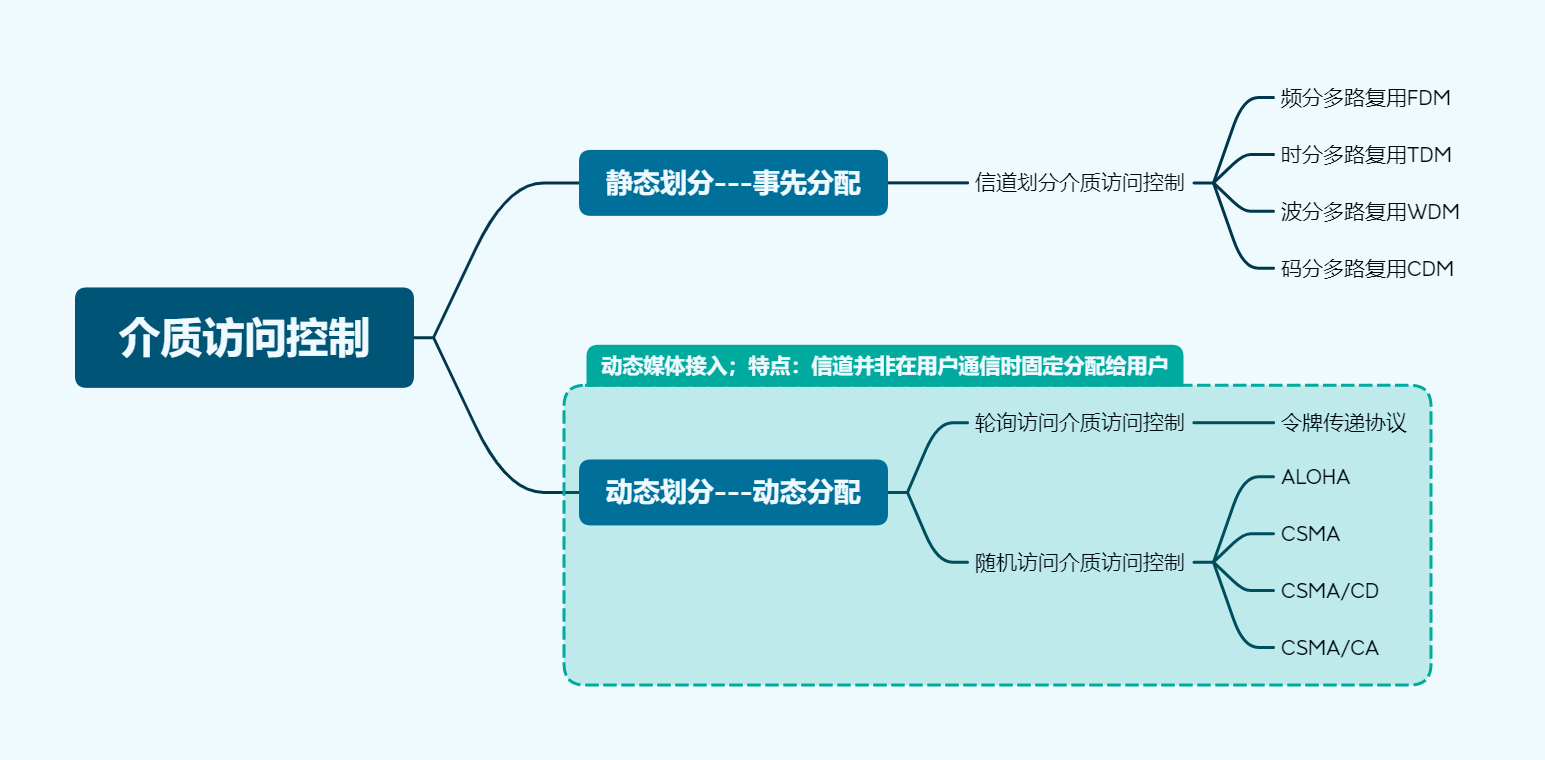 介质访问控制
静态划分---事先分配
信道划分介质访问控制
频分多路复用FDM
时分多路复用TDM
波分多路复用WDM
码分多路复用CDM
动态媒体接入；特点：信道并非在用户通信时固定分配给用户
动态划分---动态分配
轮询访问介质访问控制
令牌传递协议
随机访问介质访问控制
ALOHA
CSMA
CSMA/CD
CSMA/CA